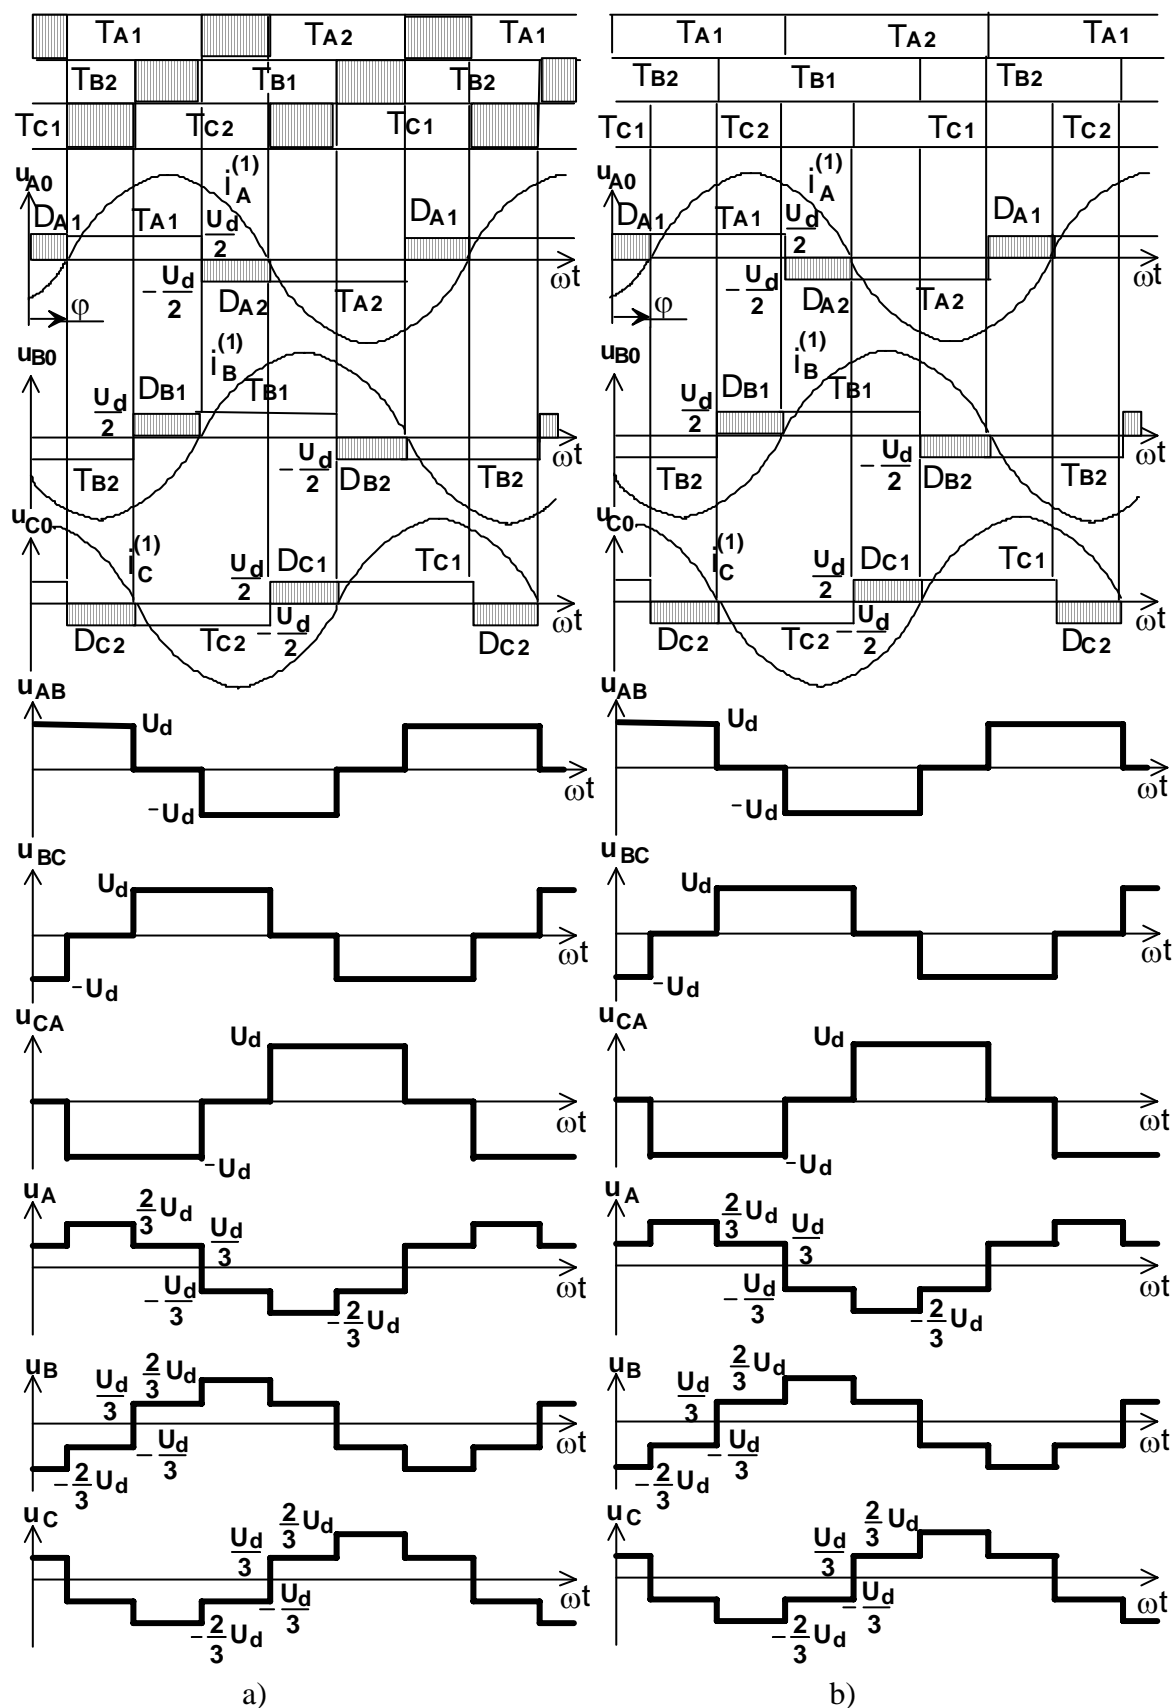 TA1 TA2 TA1
TB2 TB1 TB2
TC1 TC2 TC1
uA0 iA(1)
DA1 TA1 Ud/2 DA1
ωt
φ -Ud/2 DA2 TA2
uB0 iB(1)
Ud/2 DB1 TB1
ωt
TB2 -Ud/2 DB2 TB2
uC0 iC(1)
Ud/2 DC1 TC1
ωt
DC2 TC2 -Ud/2 DC2
uAB
Ud
-Ud ωt
uBC
Ud
-Ud ωt
uCA
Ud
-Ud ωt
uA
2/3 Ud Ud/3
ωt
-Ud/3 -2/3 Ud
uB
Ud/3 2/3 Ud
ωt
-2/3 Ud -Ud/3
uC
Ud/3 2/3 Ud
ωt
-2/3 Ud -Ud/3
a)
TA1 TA2 TA1
TB2 TB1 TB2
TC1 TC2 TC1 TC2
uA0 iA(1)
DA1 TA1 Ud/2 DA1
ωt
φ -Ud/2 DA2 TA2
uB0 iB(1)
Ud/2 DB1 TB1
ωt
TB2 -Ud/2 DB2 TB2
uC0 iC(1)
Ud/2 DC1 TC1
ωt
DC2 TC2 -Ud/2 DC2
uAB
Ud
-Ud ωt
uBC
Ud
-Ud ωt
uCA
Ud
-Ud ωt
uA
2/3 Ud Ud/3
ωt
-Ud/3 -2/3 Ud
uB
Ud/3 2/3 Ud
ωt
-2/3 Ud -Ud/3
uC
Ud/3 2/3 Ud
ωt
-2/3 Ud -Ud/3
b)